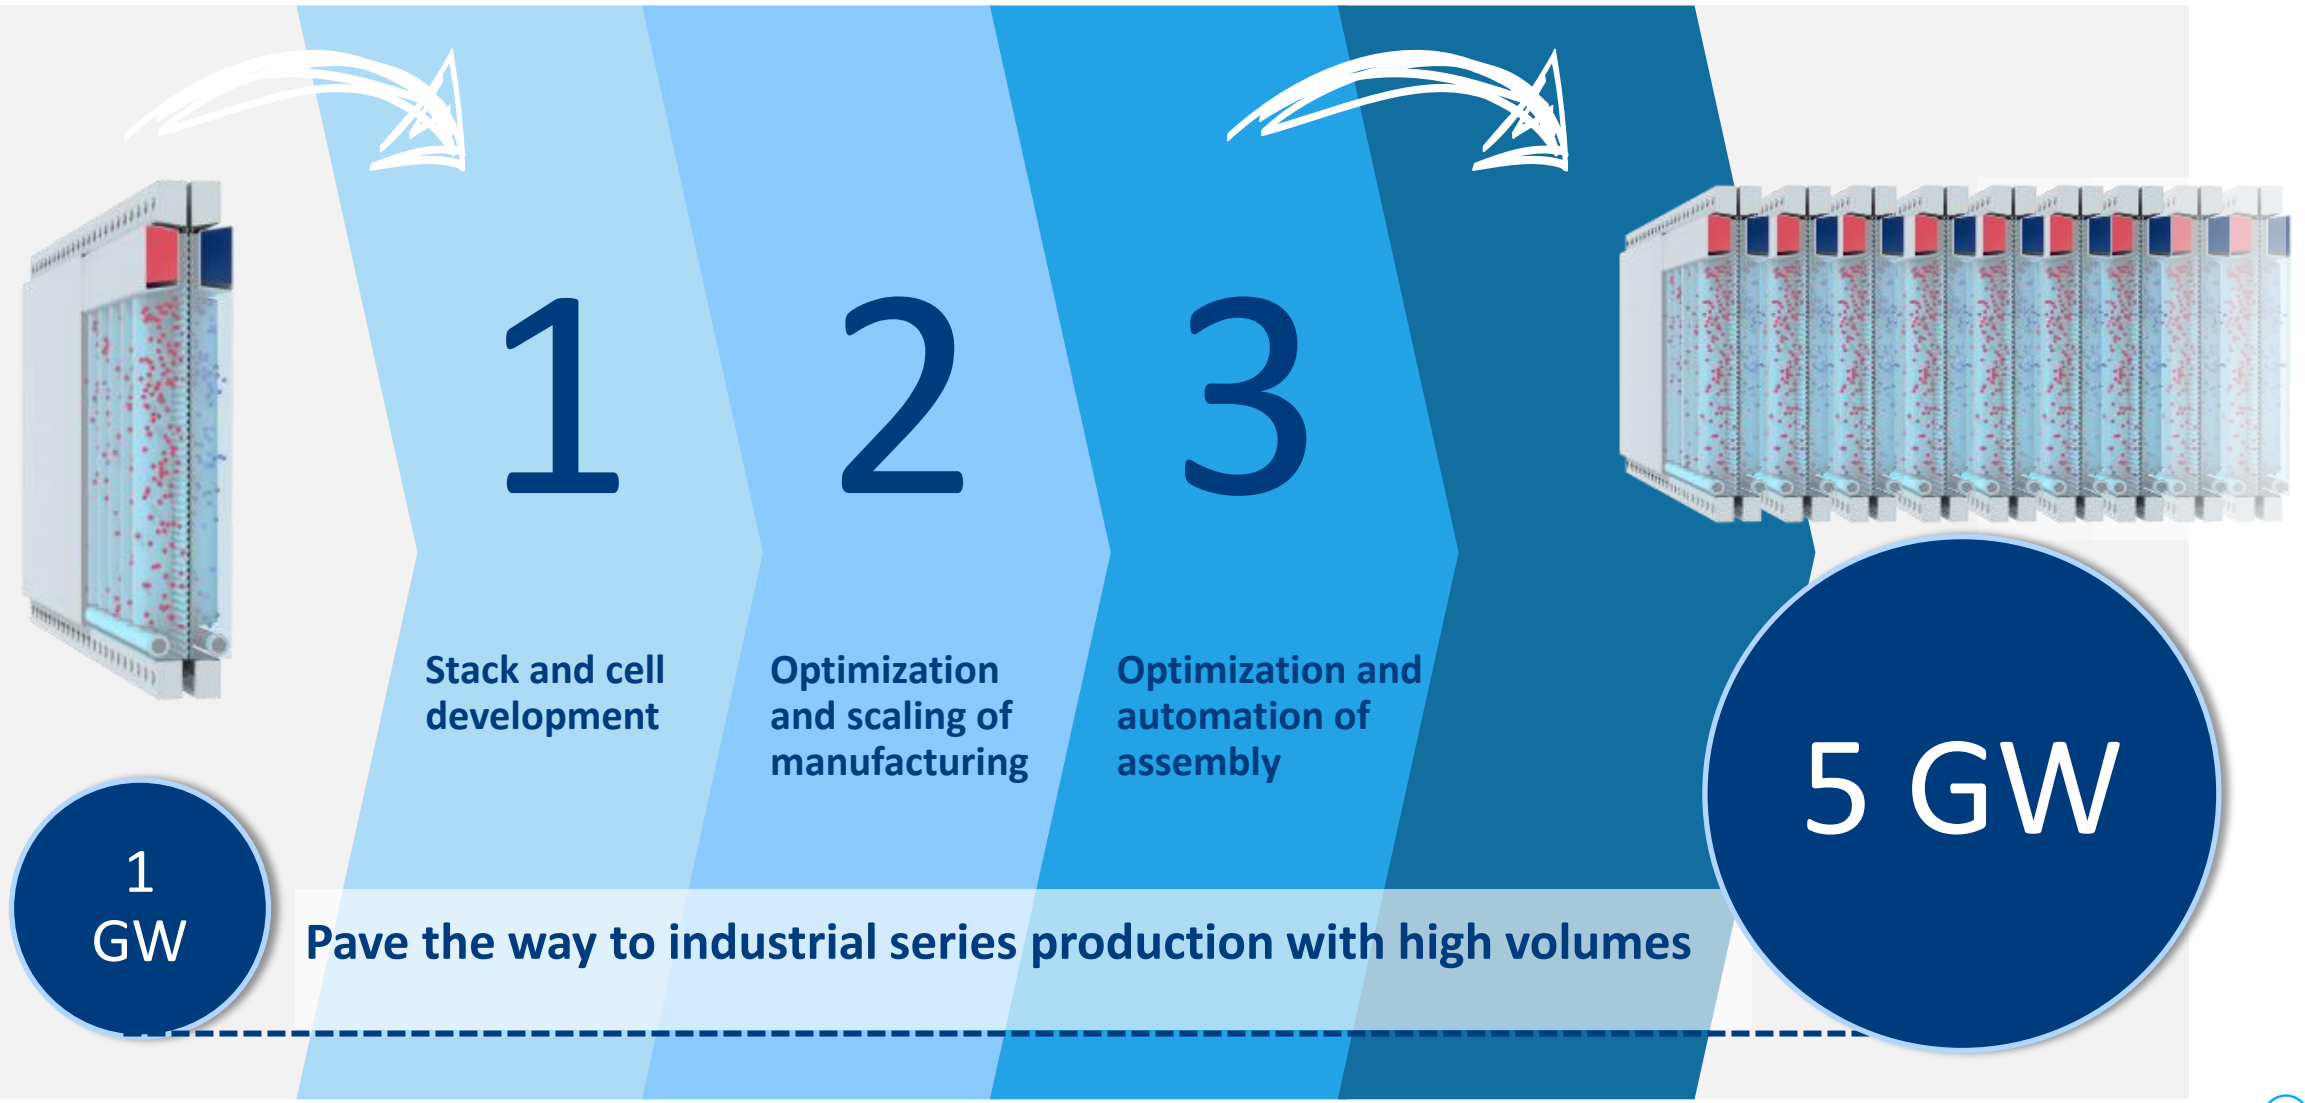 1
2
3
Stack and cell
development
Optimization
and scaling of
manufacturing
Optimization and
automation of
assembly
1
GW
5 GW
Pave the way to industrial series production with high volumes